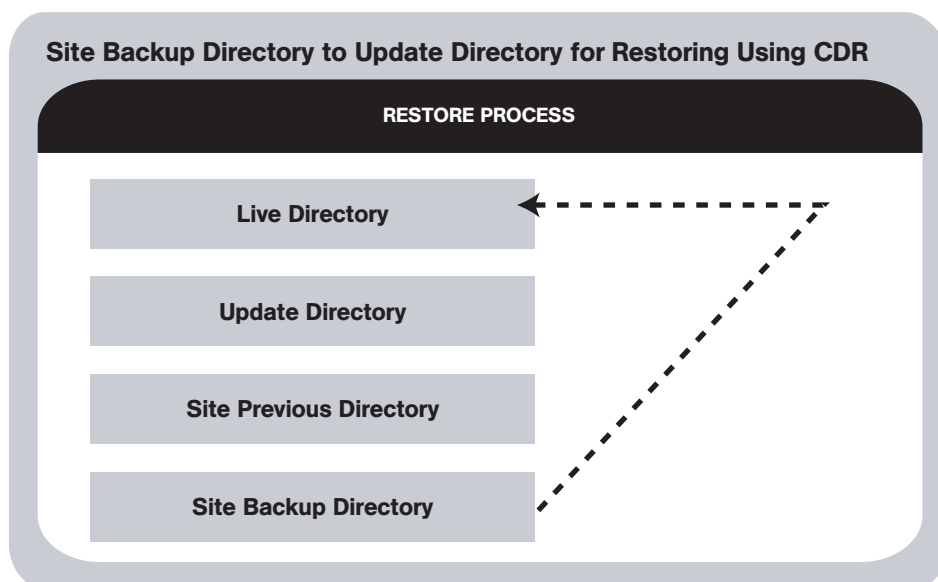 Site Backup Directory to Update Directory for Restoring Using CDR
RESTORE PROCESS
Live Directory
Update Directory
Site Previous Directory
Site Backup Directory